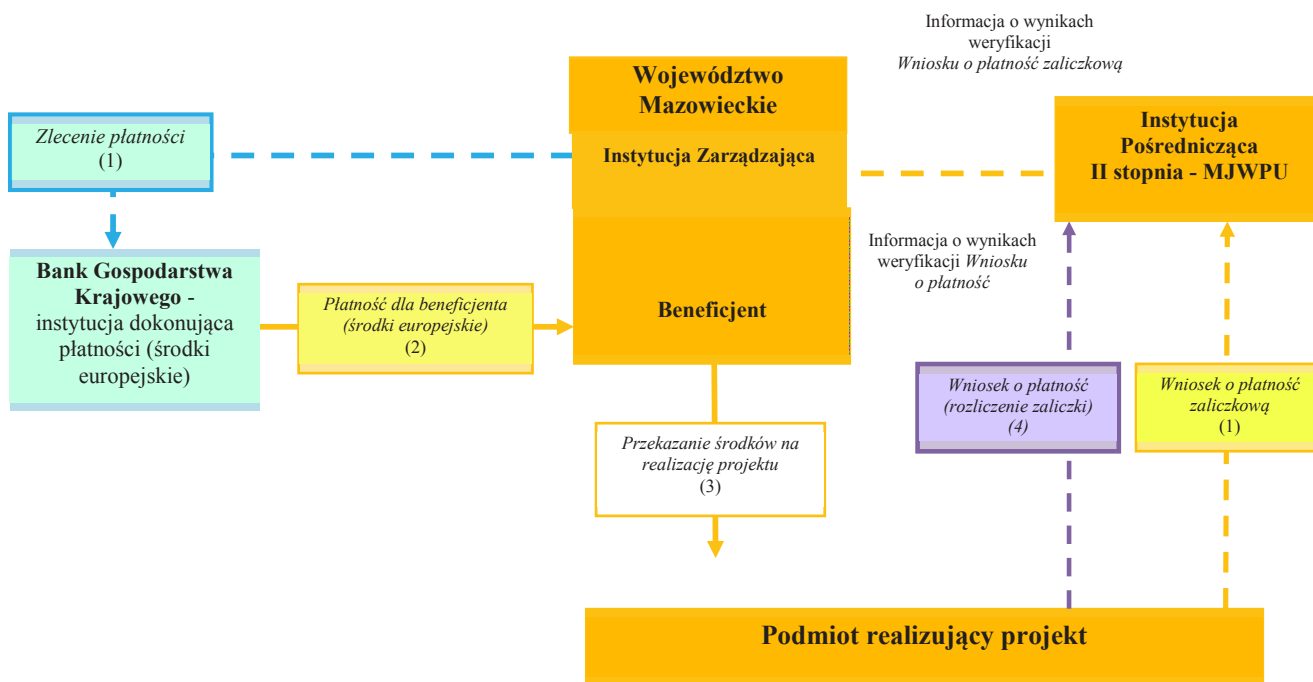 Informacja o wynikach
weryfikacji
Wniosku o płatność zaliczkową
Województwo
Mazowieckie
Instytucja Zarządzająca
Zlecenie płatności
(1)
Instytucja
Pośrednicząca
II stopnia - MJWPU
Bank Gospodarstwa
Krajowego -
instytucja dokonująca
płatności (środki
europejskie)
Płatność dla beneficjenta
(środki europejskie)
(2)
Beneficjent
Informacja o wynikach
weryfikacji Wniosku
o płatność
Wniosek o płatność
(rozliczenie zaliczki)
(4)
Wniosek o płatność
zaliczkową
(1)
Przekazanie środków na
realizację projektu
(3)
Podmiot realizujący projekt